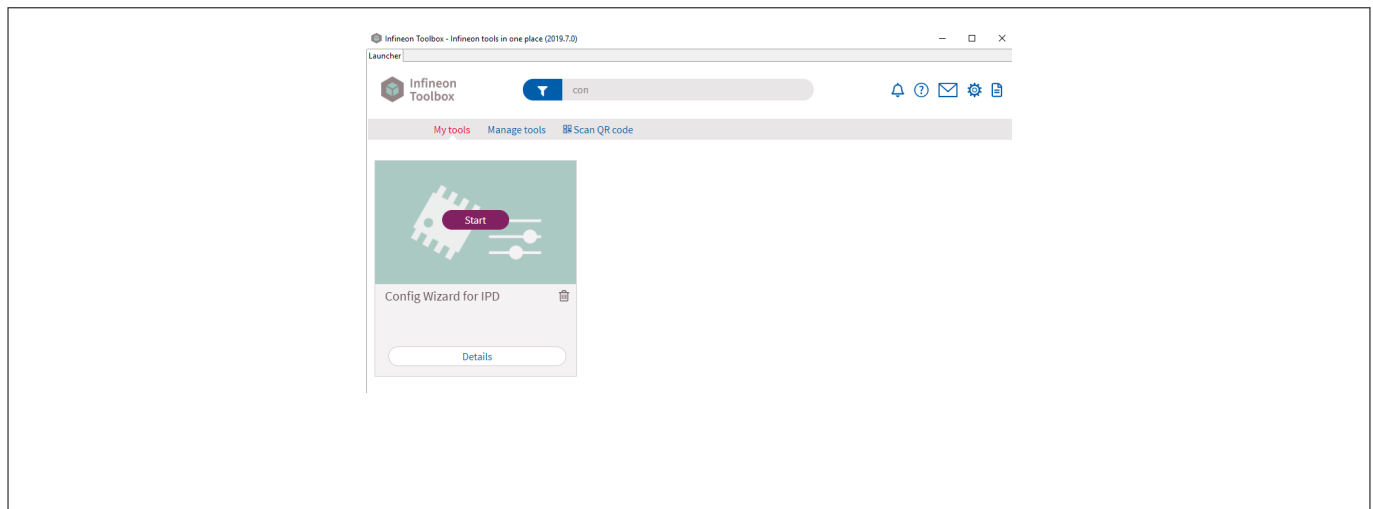 Infineon Toolbox - Infineon tools in one place (2019.7.0)
Launcher
Infineon
Toolbox
con
My tools Manage tools Scan QR code
Start
Config Wizard for IPD
Details